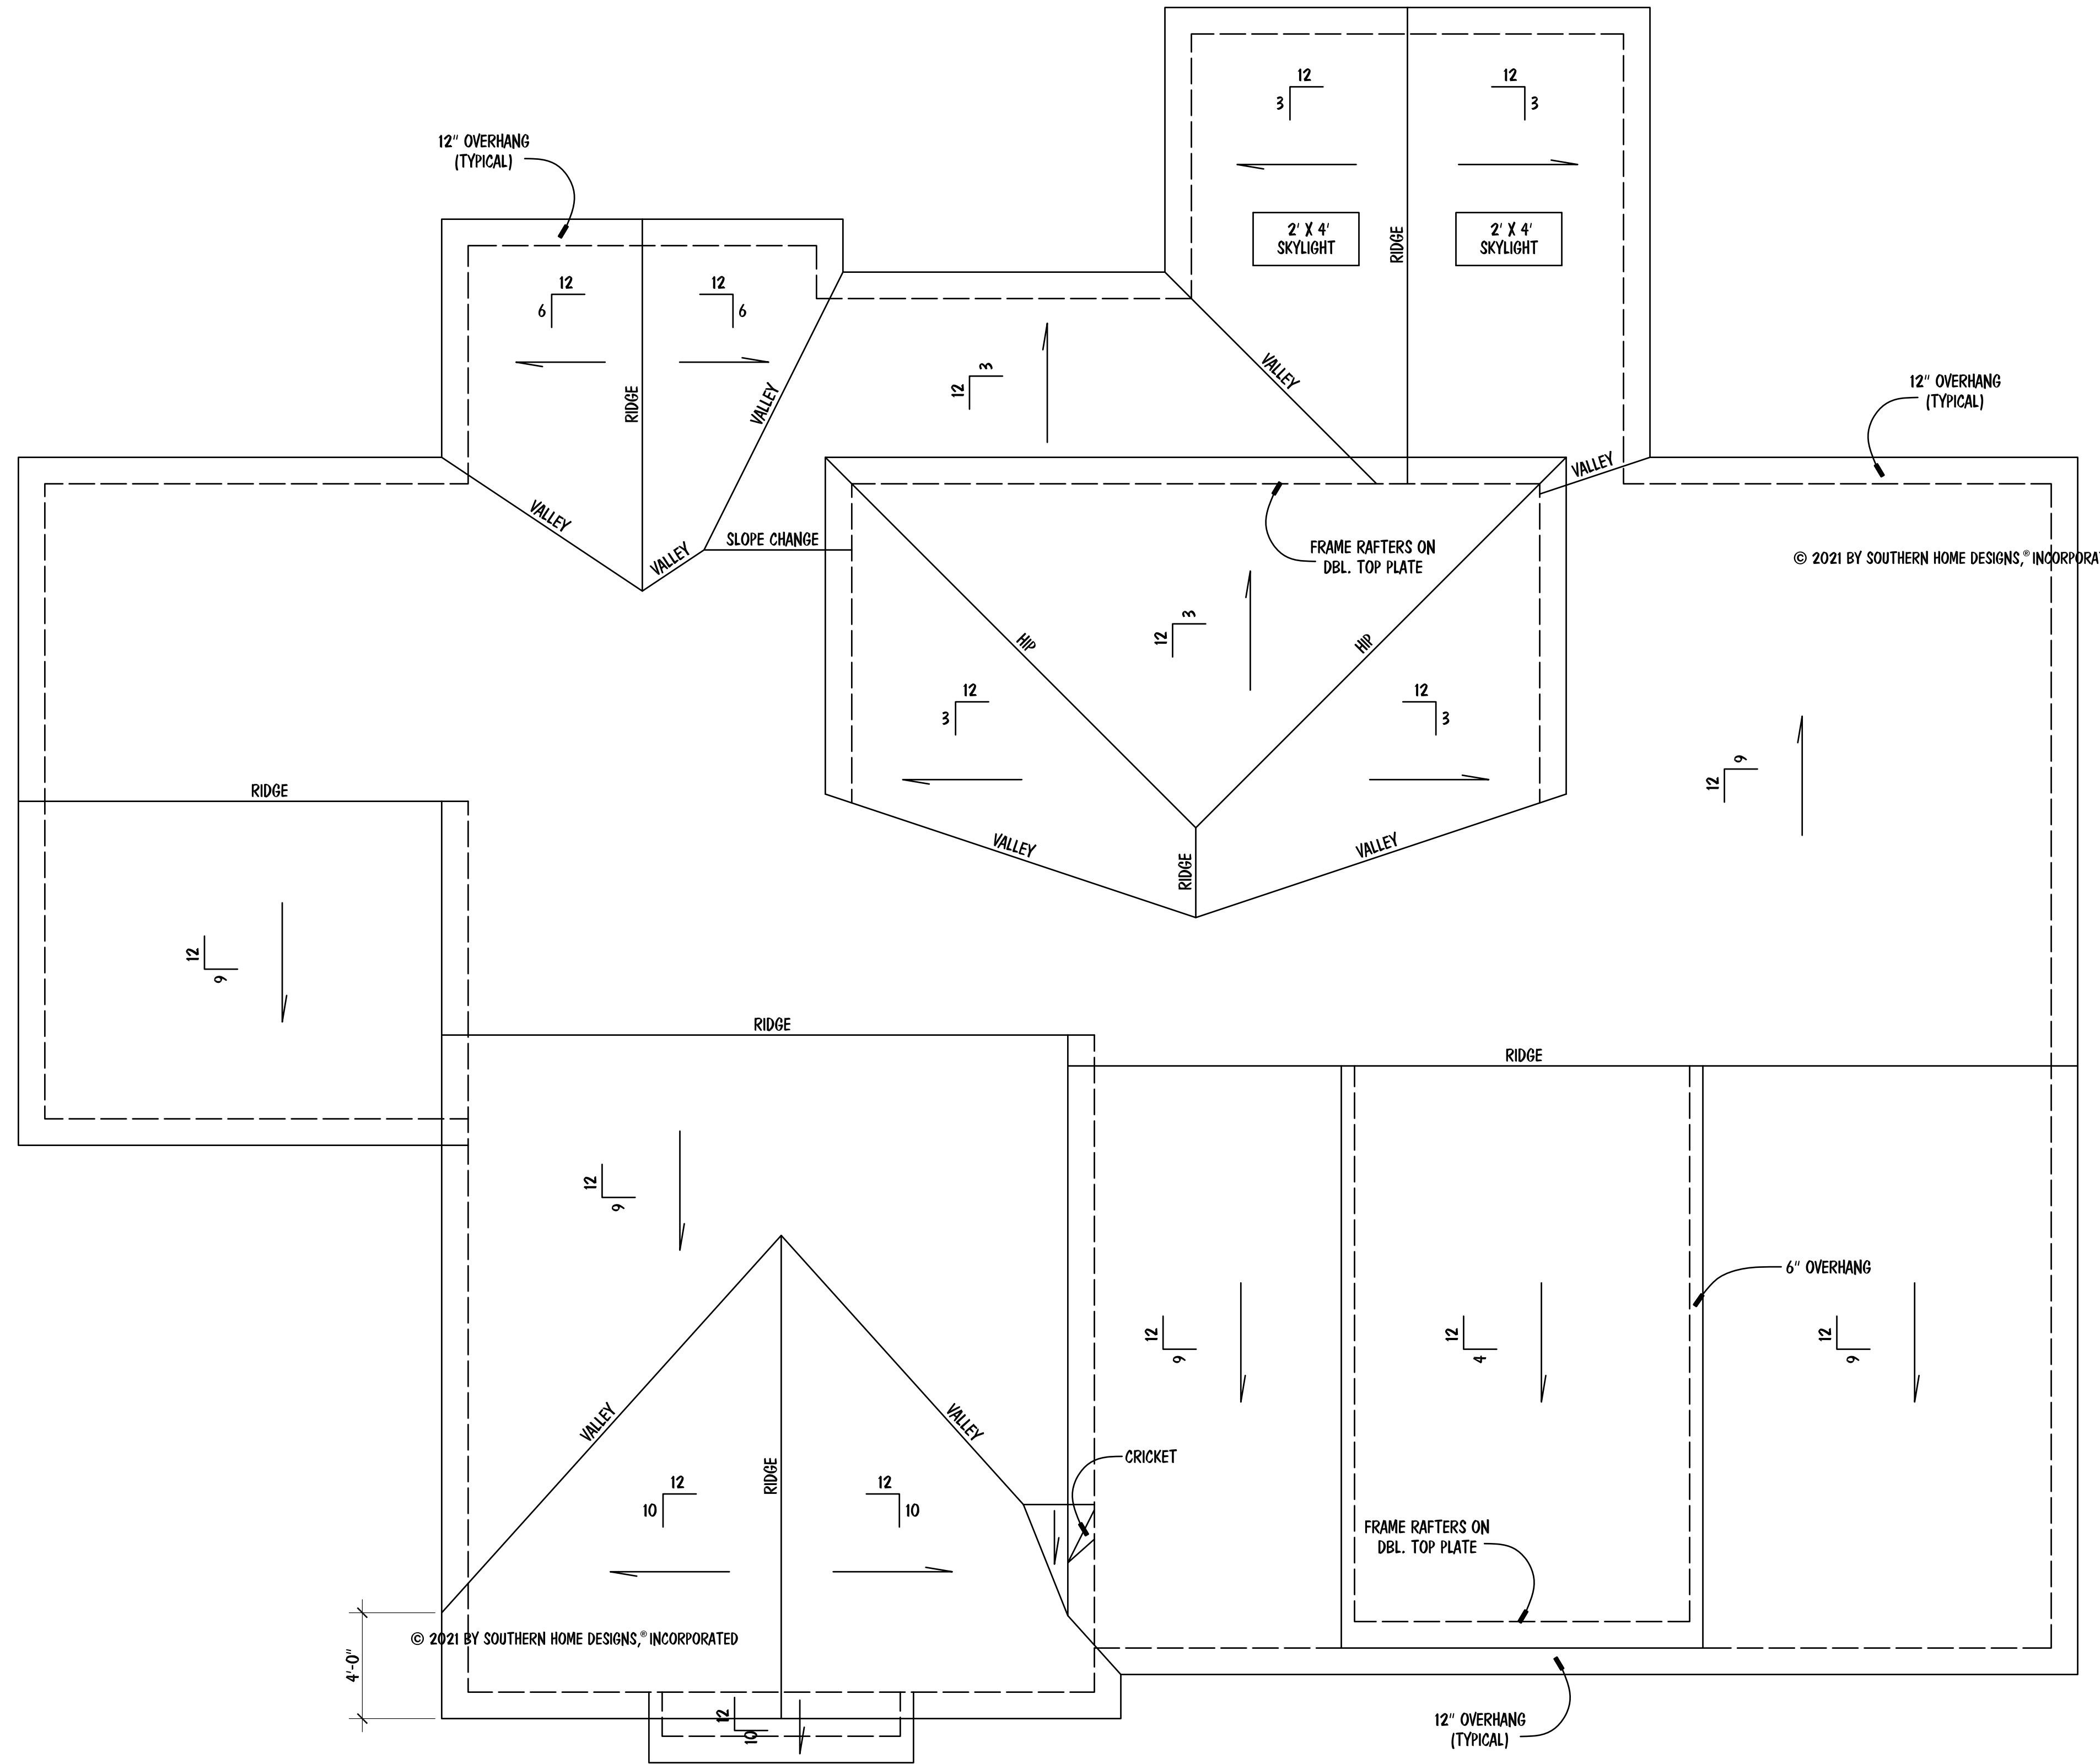 12
3
12
3
12" OVERHANG
(TYPICAL)
2' X 4'
SKYLIGHT
2' X 4'
SKYLIGHT
RIDGE
12
6
12
6
RIDGE
VALLEY
12
3
VALLEY
12" OVERHANG
(TYPICAL)
VALLEY
VALLEY
VALLEY
SLOPE CHANGE
FRAME RAFTERS ON
DBL. TOP PLATE
© 2021 BY SOUTHERN HOME DESIGNS,®
HIP
12
3
HIP
12
3
12
3
12
9
RIDGE
VALLEY
RIDGE
VALLEY
12
9
RIDGE
RIDGE
12
9
6" OVERHANG
12
9
12
4
12
9
VALLEY
VALLEY
RIDGE
CRICKET
12
10
12
10
FRAME RAFTERS ON
DBL. TOP PLATE
© 2021 BY SOUTHERN HOME DESIGNS,® INCORPORATED
4'-0"
12
10
12" OVERHANG
(TYPICAL)